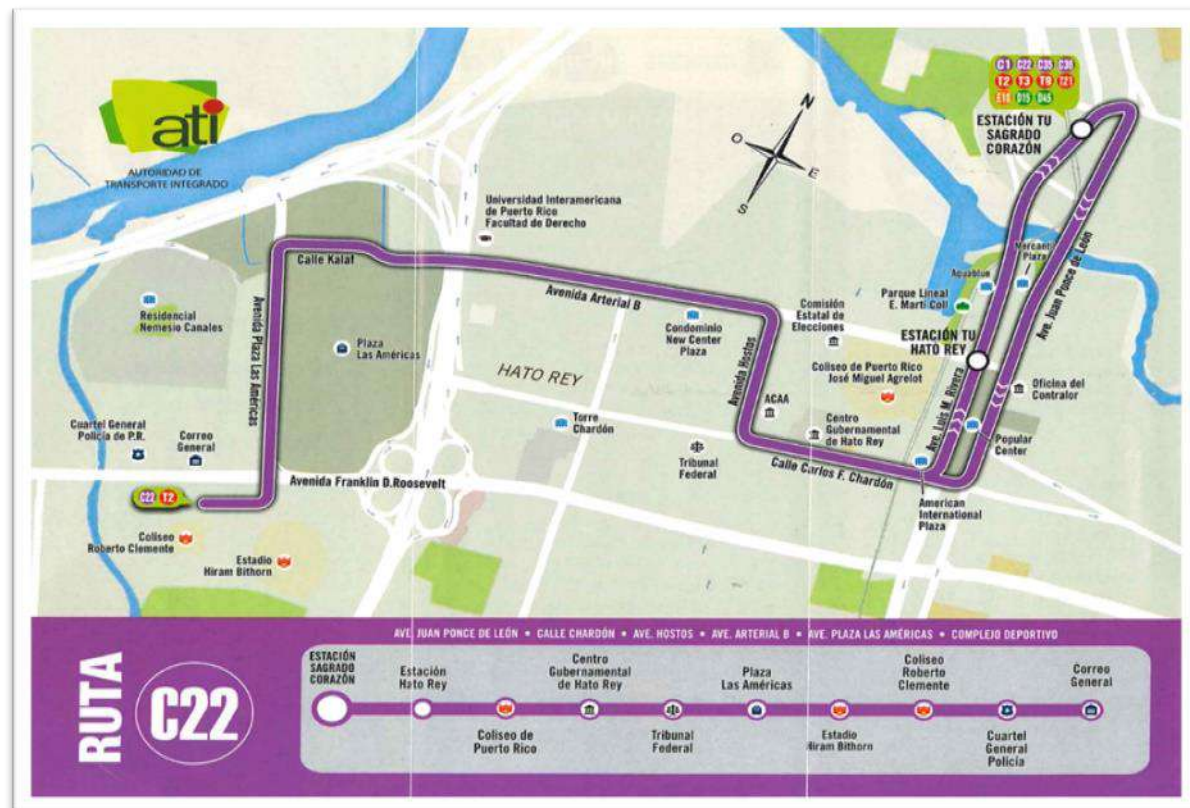 ati
AUTORIDAD DE
TRANSPORTE INTEGRADO
C1 C22 C35 C36
T2 T3 T9 T21
E10 D15 D45
ESTACIÓN TU
SAGRADO
CORAZÓN
N
O
E
S
Universidad Interamericana
de Puerto Rico
Facultad de Derecho
Calle Kalaf
Avenida Arterial B
Avenida Plaza Las Américas
Residencial
Nemesio Canales
Plaza
Las Américas
HATO REY
Condominio
New Center
Plaza
Avenida Hostos
Comisión
Estatal de
Elecciones
Parque Lineal
E. Martí Coll
Aquablue
Mercantil
Plaza
Ave. Juan Ponce de León
ESTACIÓN TU
HATO REY
Coliseo de Puerto Rico
José Miguel Agrelot
Ave. Luis M. Rivera
Oficina del
Contralor
Cuartel General
Policía de P.R.
Correo
General
Torre
Chardón
ACAA
Centro
Gubernamental
de Hato Rey
Tribunal
Federal
Popular
Center
Calle Carlos F. Chardón
American
International
Plaza
C22 T2
Avenida Franklin D.Roosevelt
Coliseo
Roberto Clemente
Estadio
Hiram Bithorn
AVE. JUAN PONCE DE LEÓN • CALLE CHARDÓN • AVE. HOSTOS • AVE. ARTERIAL B • AVE. PLAZA LAS AMÉRICAS • COMPLEJO DEPORTIVO
RUTA
C22
ESTACIÓN
SAGRADO
CORAZÓN
Estación
Hato Rey
Coliseo de
Puerto Rico
Centro
Gubernamental
de Hato Rey
Tribunal
Federal
Plaza
Las Américas
Estadio
Hiram Bithorn
Coliseo
Roberto
Clemente
Cuartel
General
Policía
Correo
General